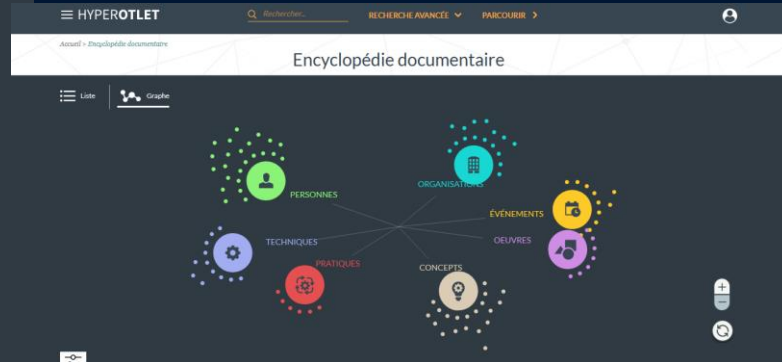 HYPEROTLET
Rechercher...
RECHERCHE AVANCÉE
PARCOURIR
Accueil > Encyclopédie documentaire
Encyclopédie documentaire
Liste
Graphe
PERSONNES
ORGANISATIONS
ÉVÉNEMENTS
TECHNIQUES
OEUVRES
PRATIQUES
CONCEPTS